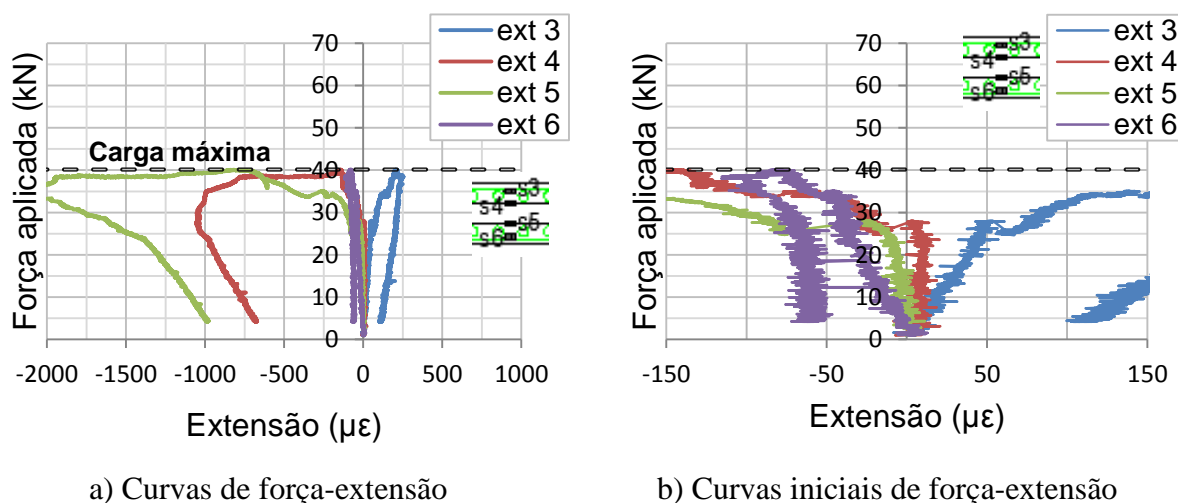 ext 3
ext 4
ext 5
ext 6
70
60
50
40
30
20
10
0
Carga máxima
s3
s4
s5
s6
-2000 -1500 -1000 -500 0 500 1000
Força aplicada (kN)
Extensão (με)
a) Curvas de força-extensão
ext 3
ext 4
ext 5
ext 6
s3
s4
s5
s6
70
60
50
40
30
20
10
0
-150 -50 50 150
Força aplicada (kN)
Extensão (με)
b) Curvas iniciais de força-extensão